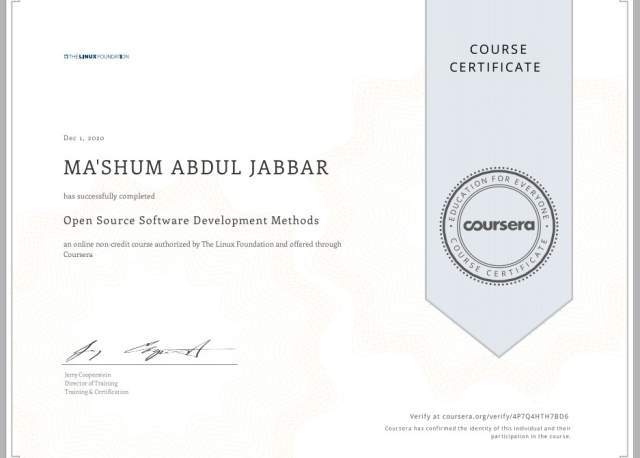 THE LINUX FOUNDATION
COURSE
CERTIFICATE
Dec 1, 2020
MA'SHUM ABDUL JABBAR
has successfully completed
Open Source Software Development Methods
an online non-credit course authorized by The Linux Foundation and offered through
Coursera
EDUCATION FOR EVERYONE
coursera
COURSE CERTIFICATE
Jerry Cooperstein
Director of Training
Training & Certification
Verify at coursera.org/verify/4P7Q4HTH7BD6
Coursera has confirmed the identity of this individual and their
participation in the course.